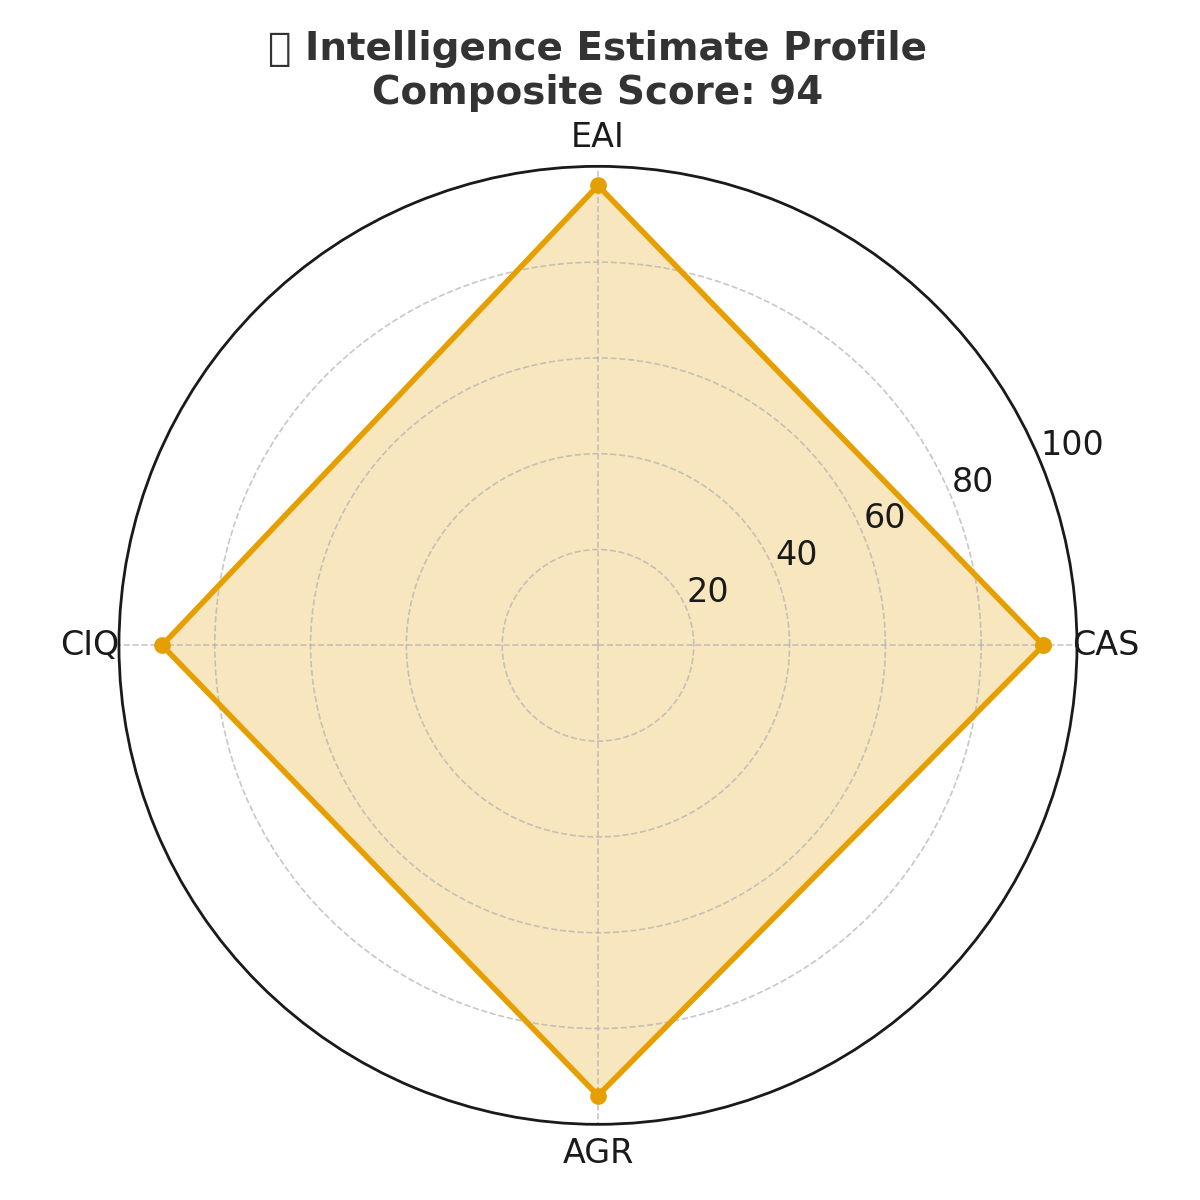 Intelligence Estimate Profile
Composite Score: 94
EAI
100
80
60
40
20
CIQ
CAS
AGR